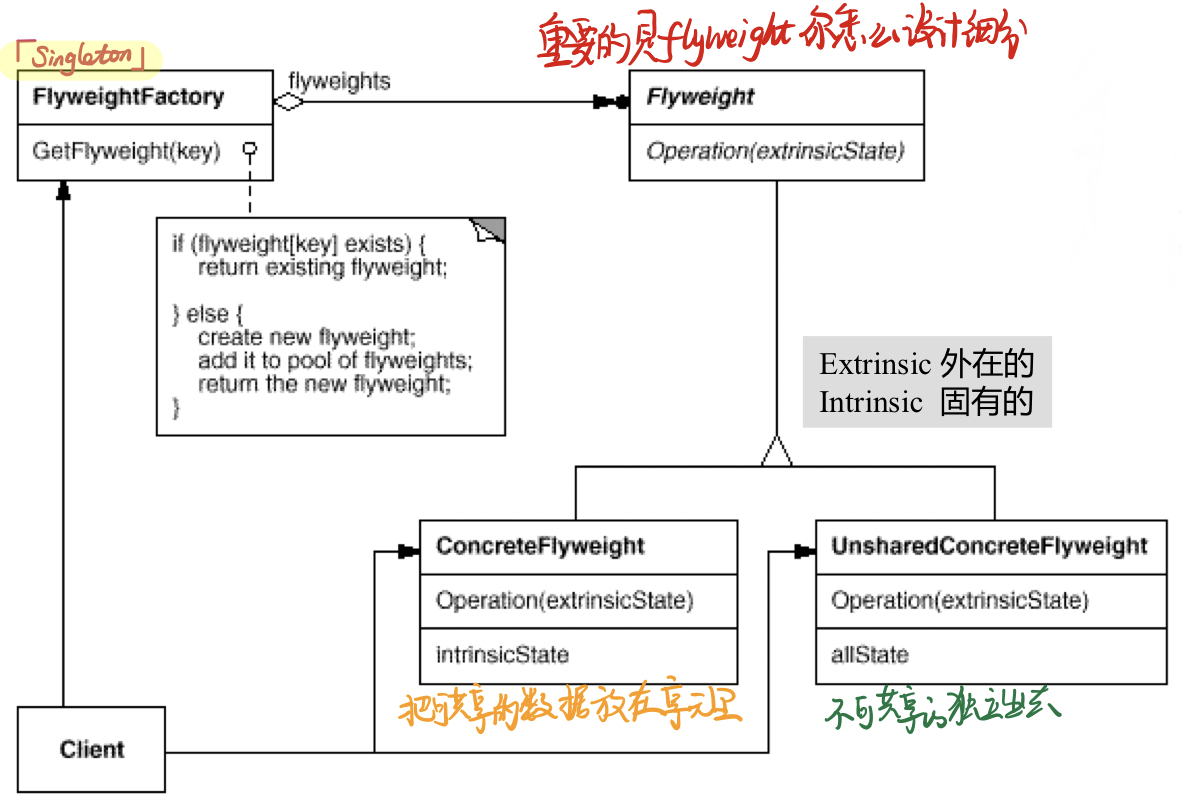 重要的是flyweight你怎么设计细分
「Singleton」
flyweights
FlyweightFactory
GetFlyweight(key)
Flyweight
Operation(extrinsicState)
if (flyweight[key] exists) {
return existing flyweight;
} else {
create new flyweight;
add it to pool of flyweights;
return the new flyweight;
}
Extrinsic 外在的
Intrinsic 固有的
ConcreteFlyweight
Operation(extrinsicState)
intrinsicState
UnsharedConcreteFlyweight
Operation(extrinsicState)
allState
把可共享的数据放在享元里
不可共享的独立出去
Client